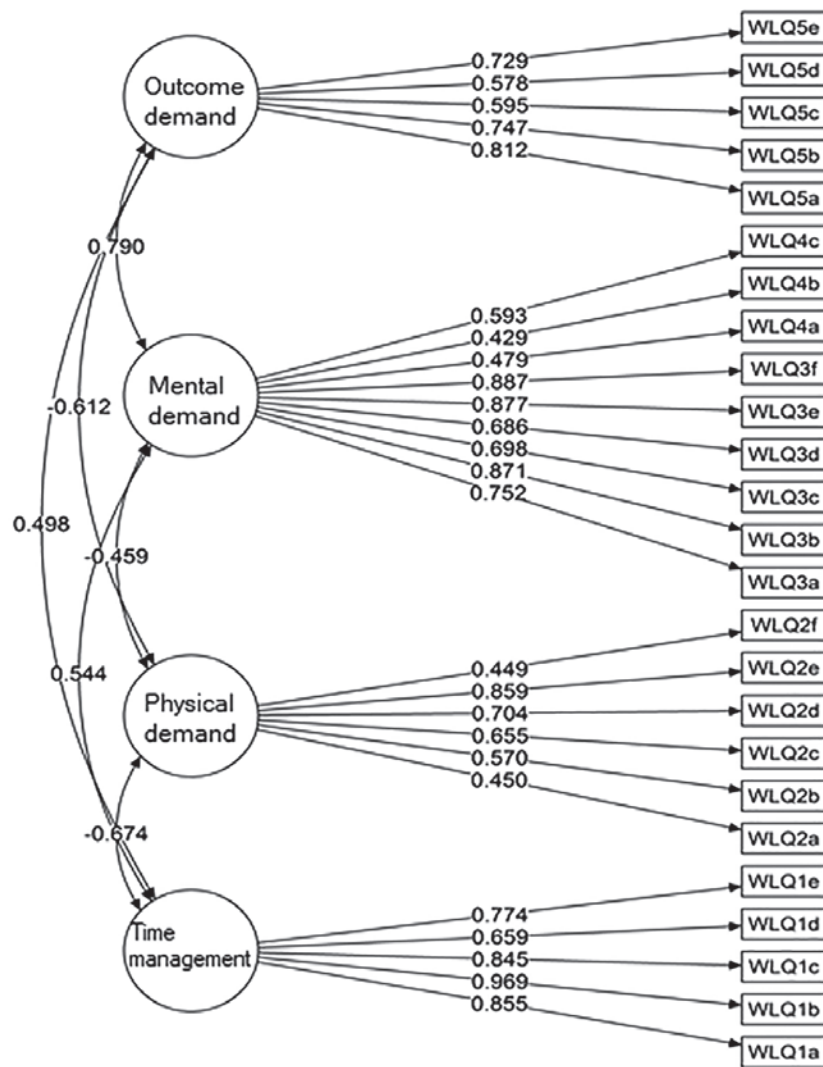 WLQ5e
Outcome
demand
0.729
0.578
0.595
0.747
0.812
WLQ5d
WLQ5c
WLQ5b
WLQ5a
0.790
WLQ4c
WLQ4b
WLQ4a
WLQ3f
WLQ3e
WLQ3d
WLQ3c
WLQ3b
WLQ3a
Mental
demand
0.593
0.429
0.479
0.887
0.877
0.686
0.698
0.871
0.752
-0.612
0.498
-0.459
0.544
Physical
demand
0.449
0.859
0.704
0.655
0.570
0.450
WLQ2f
WLQ2e
WLQ2d
WLQ2c
WLQ2b
WLQ2a
-0.674
Time
management
0.774
0.659
0.845
0.969
0.855
WLQ1e
WLQ1d
WLQ1c
WLQ1b
WLQ1a